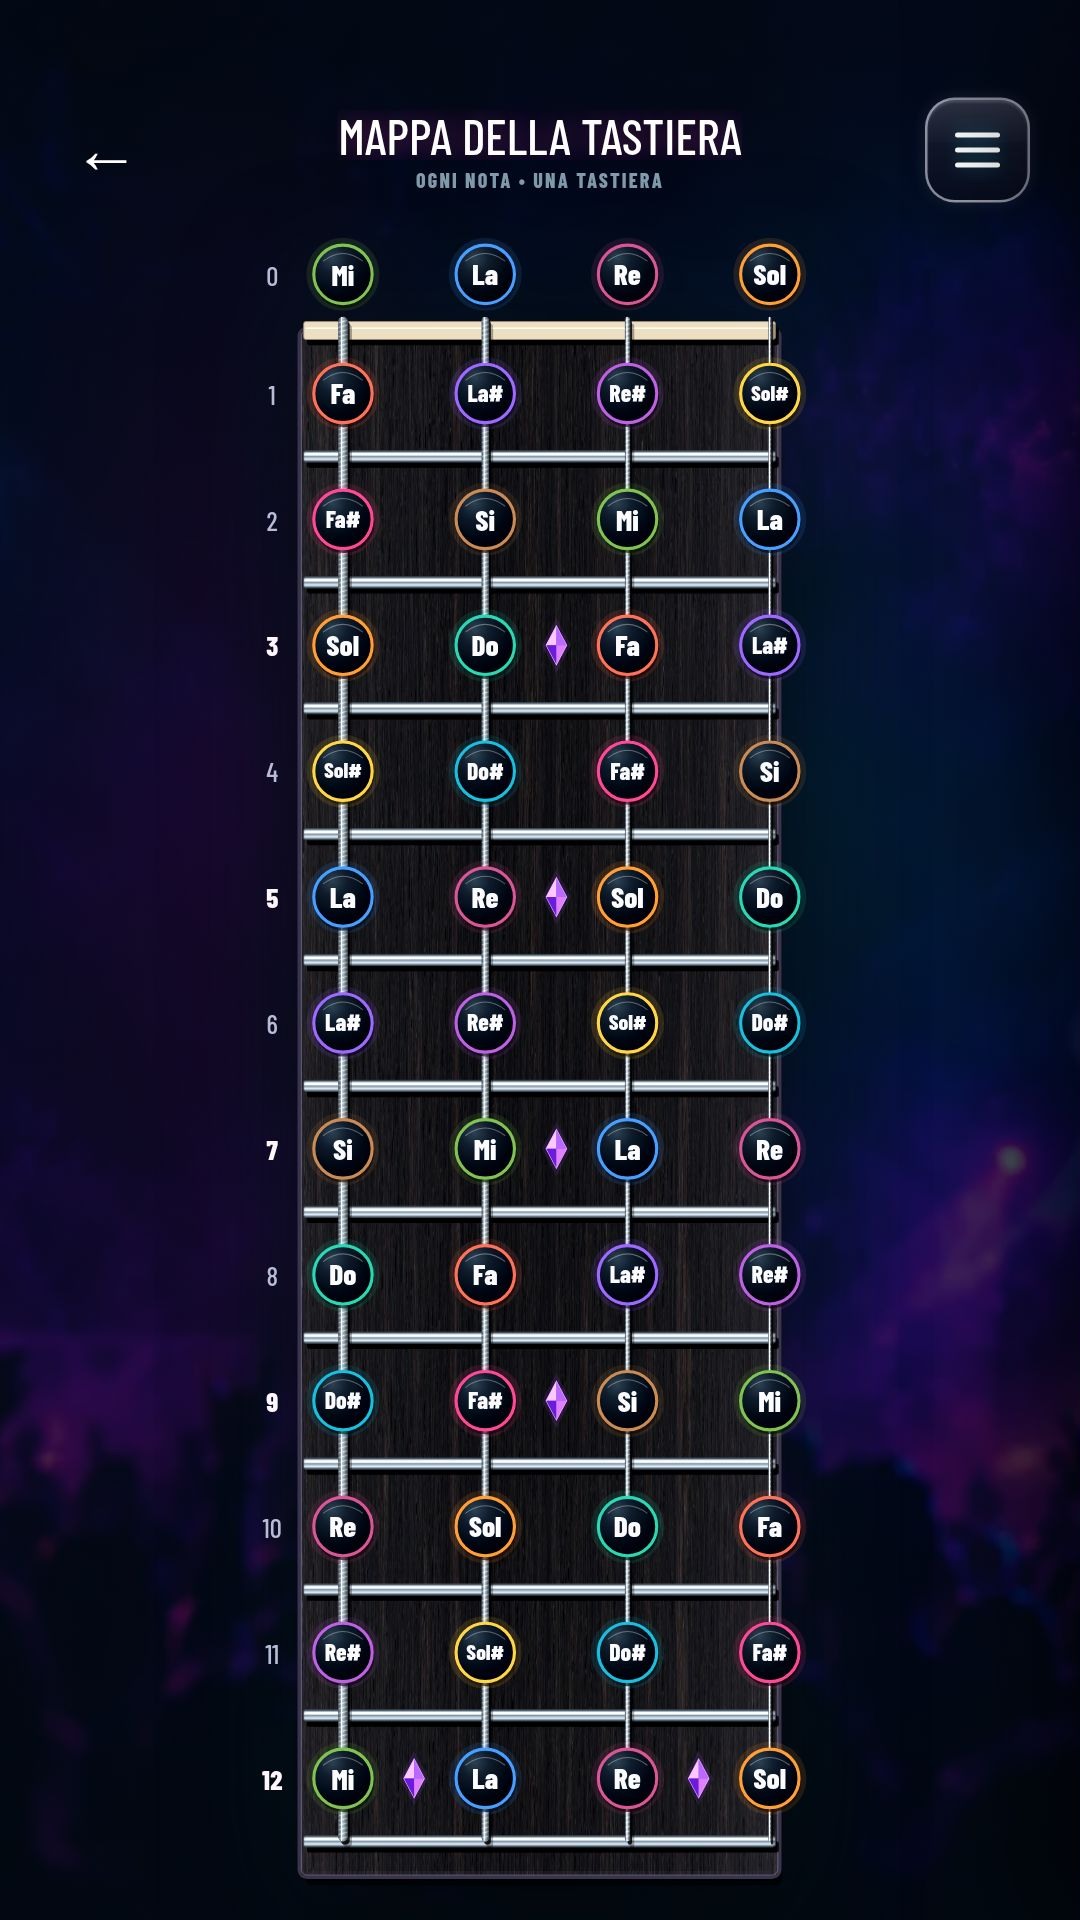 ←
MAPPA DELLA TASTIERA
OGNI NOTA • UNA TASTIERA
0 Mi La Re Sol
1 Fa La# Re# Sol#
2 Fa# Si Mi La
3 Sol Do Fa La#
4 Sol# Do# Fa# Si
5 La Re Sol Do
6 La# Re# Sol# Do#
7 Si Mi La Re
8 Do Fa La# Re#
9 Do# Fa# Si Mi
10 Re Sol Do Fa
11 Re# Sol# Do# Fa#
12 Mi La Re Sol